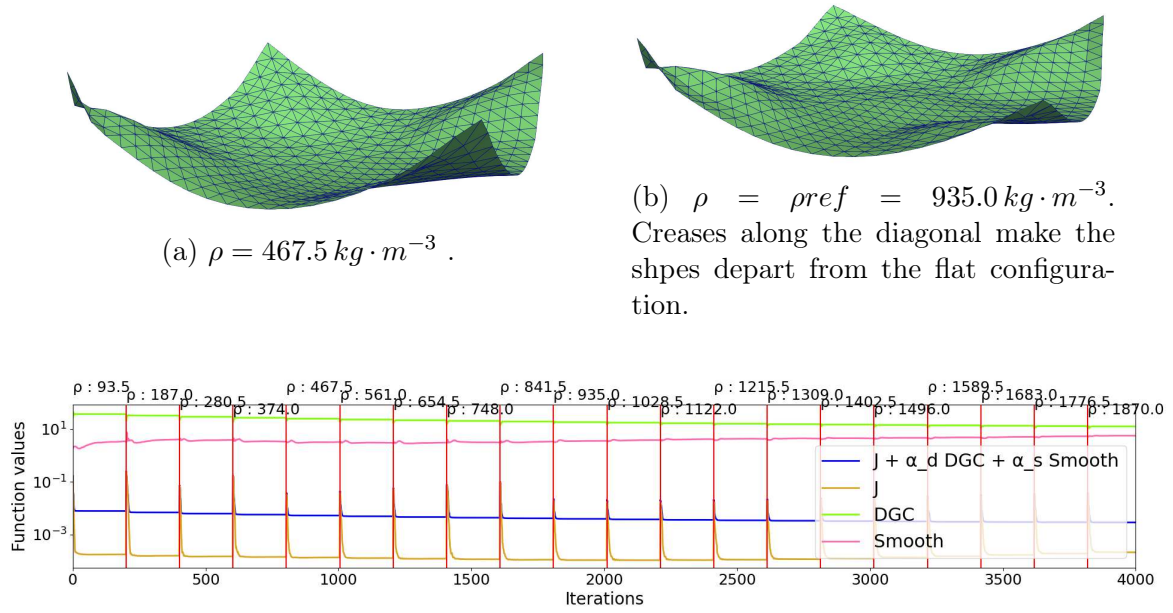 (a) ρ = 467.5 kg · m⁻³ .
(b) ρ = ρref = 935.0 kg · m⁻³.
Creases along the diagonal make the
shpes depart from the flat configura-
tion.
ρ : 93.5
ρ : 187.0
ρ : 280.5
ρ : 374.0
ρ : 467.5
ρ : 561.0
ρ : 654.5
ρ : 748.0
ρ : 841.5
ρ : 935.0
ρ : 1028.5
ρ : 1122.0
ρ : 1215.5
ρ : 1309.0
ρ : 1402.5
ρ : 1496.0
ρ : 1589.5
ρ : 1683.0
ρ : 1776.5
ρ : 1870.0
Function values
10¹
10⁻¹
10⁻³
J + α_d DGC + α_s Smooth
J
DGC
Smooth
0 500 1000 1500 2000 2500 3000 3500 4000
Iterations